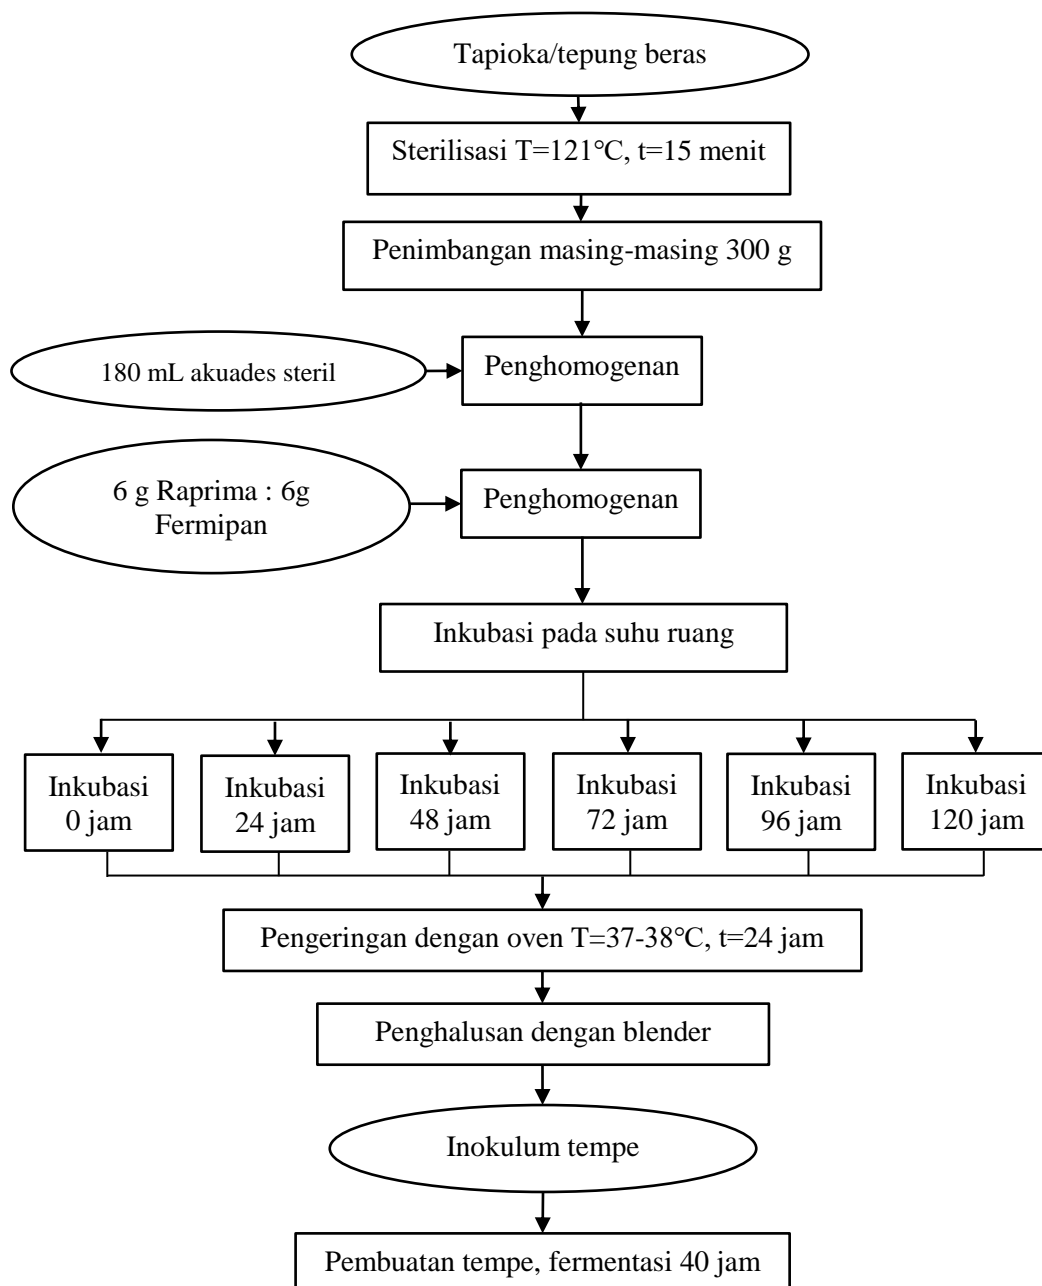 Tapioka/tepung beras
Sterilisasi T=121°C, t=15 menit
Penimbangan masing-masing 300 g
180 mL akuades steril
Penghomogenan
6 g Raprima : 6g
Fermipan
Penghomogenan
Inkubasi pada suhu ruang
Inkubasi
0 jam
Inkubasi
24 jam
Inkubasi
48 jam
Inkubasi
72 jam
Inkubasi
96 jam
Inkubasi
120 jam
Pengeringan dengan oven T=37-38°C, t=24 jam
Penghalusan dengan blender
Inokulum tempe
Pembuatan tempe, fermentasi 40 jam